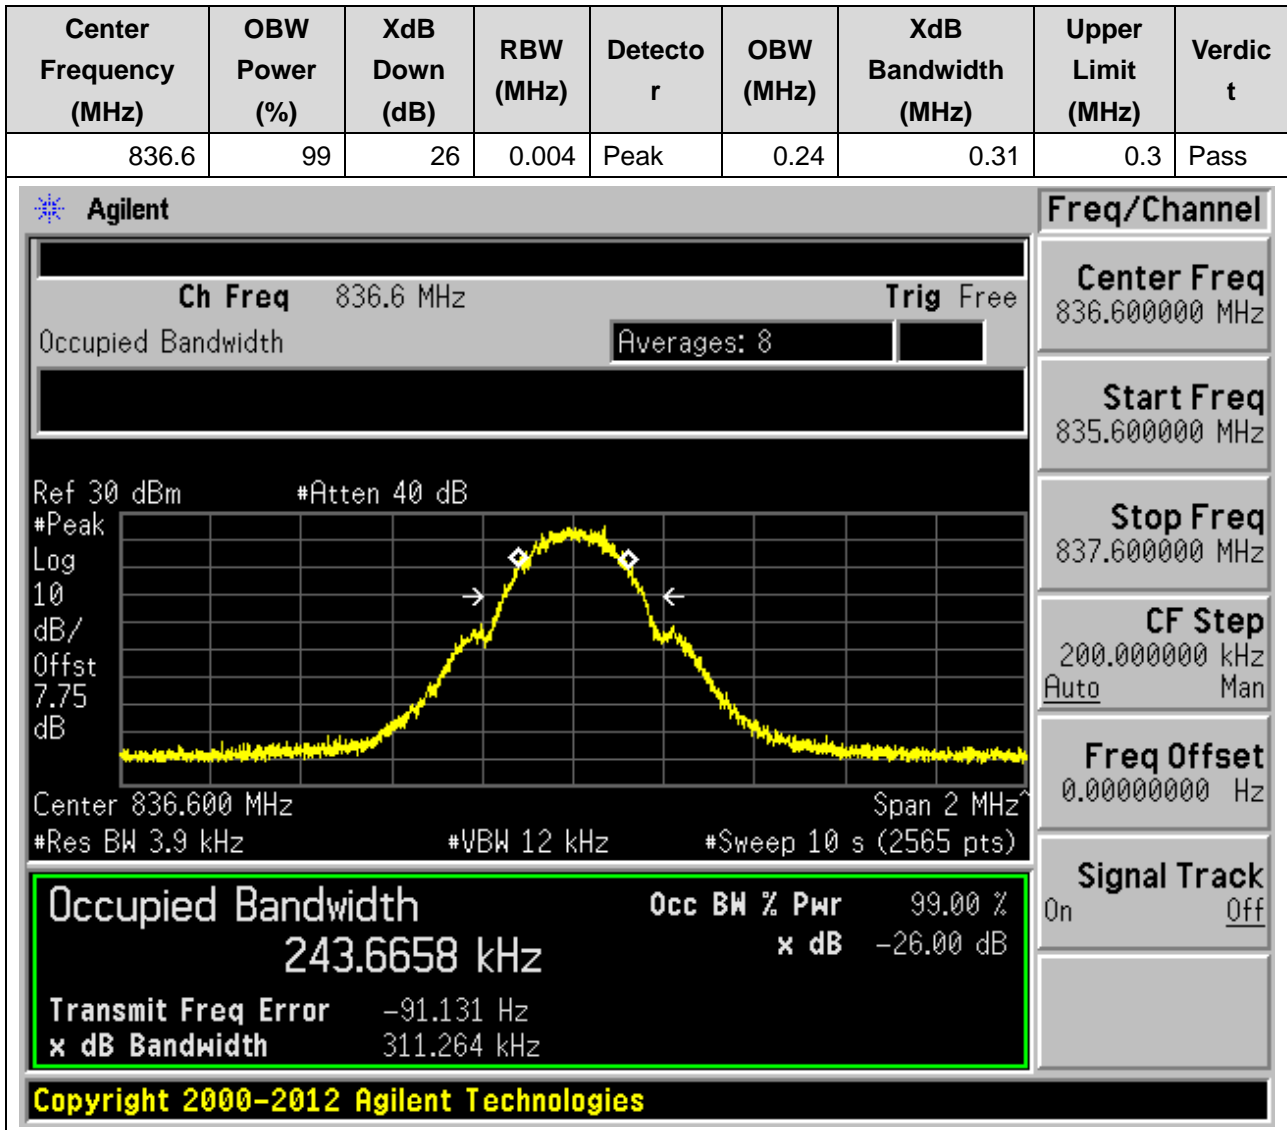 Center Frequency (MHz) OBW Power (%) XdB Down (dB) RBW (MHz) Detecto r OBW (MHz) XdB Bandwidth (MHz) Upper Limit (MHz) Verdic t
836.6 99 26 0.004 Peak 0.24 0.31 0.3 Pass
Agilent
Freq/Channel
Ch Freq 836.6 MHz Trig Free
Occupied Bandwidth Averages: 8
Ref 30 dBm #Atten 40 dB
#Peak
Log
10
dB/
Offst
7.75
dB
Center 836.600 MHz Span 2 MHz^
#Res BW 3.9 kHz #VBW 12 kHz #Sweep 10 s (2565 pts)
Occupied Bandwidth Occ BW % Pwr 99.00 %
243.6658 kHz x dB -26.00 dB
Transmit Freq Error -91.131 Hz
x dB Bandwidth 311.264 kHz
Center Freq
836.600000 MHz
Start Freq
835.600000 MHz
Stop Freq
837.600000 MHz
CF Step
200.000000 kHz
Auto Man
Freq Offset
0.00000000 Hz
Signal Track
On Off
Copyright 2000-2012 Agilent Technologies